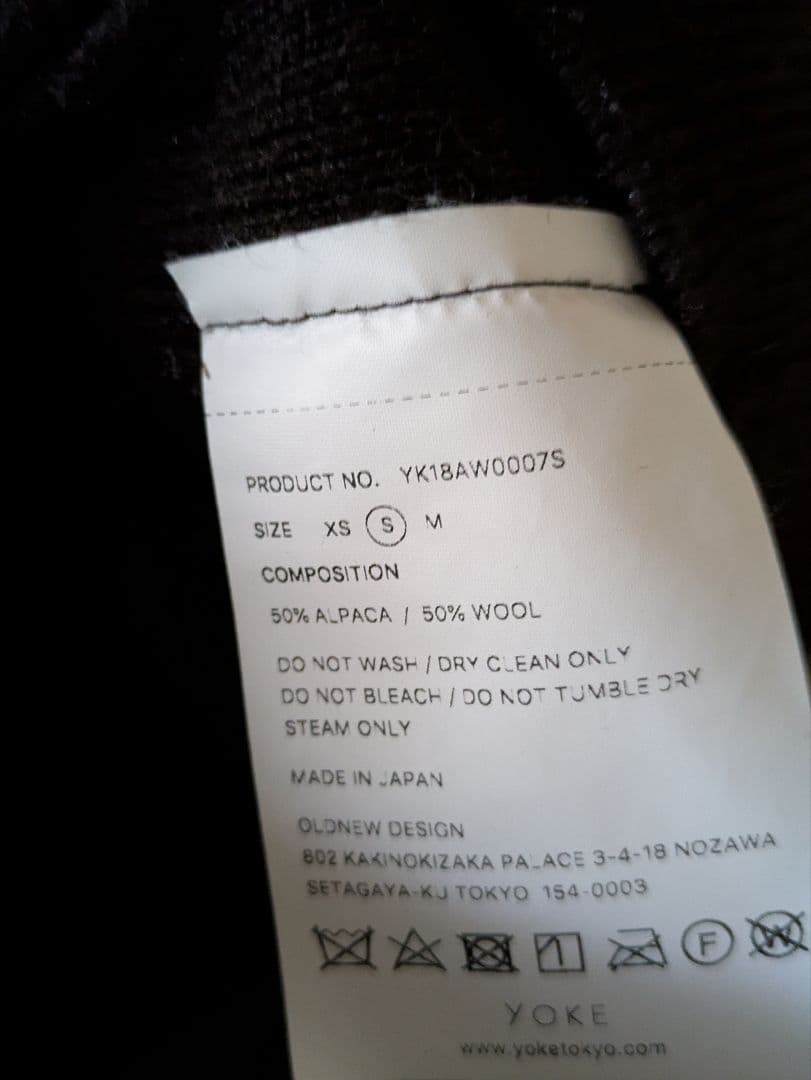 PRODUCT NO. YK18AW0007S
SIZE XS S M
COMPOSITION
50% ALPACA / 50% WOOL
DO NOT WASH / DRY CLEAN ONLY
DO NOT BLEACH / DO NOT TUMBLE DRY
STEAM ONLY
MADE IN JAPAN
OLDNEW DESIGN
802 KAKINOKIZAKA PALACE 3-4-18 NOZAWA
SETAGAYA-KU TOKYO 154-0003
F W
YOKE
www.yoketokyo.com